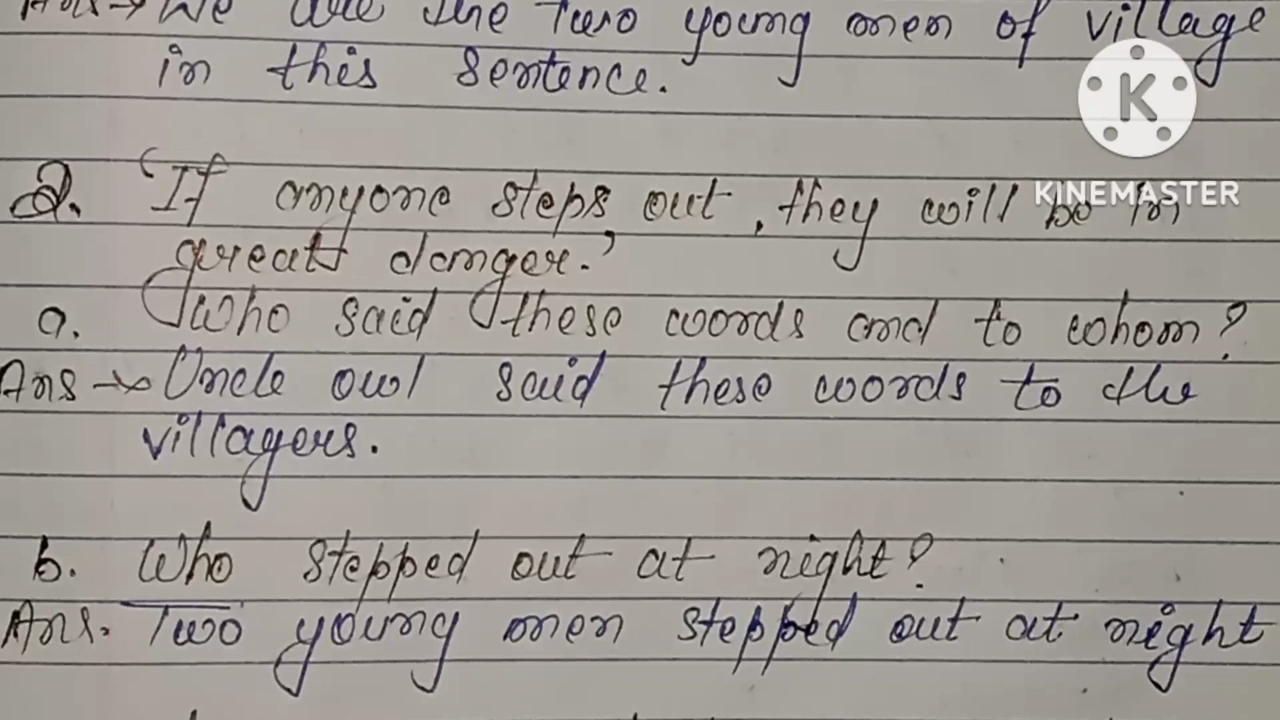 Ans → We are the Two young men of village
in this sentence.
2. 'If anyone steps out, they will be in
great danger.'
a. Who said these words and to whom?
Ans → Uncle owl said these words to the
villagers.
b. Who stepped out at night?
Ans. Two young men stepped out at night
K
KINEMASTER